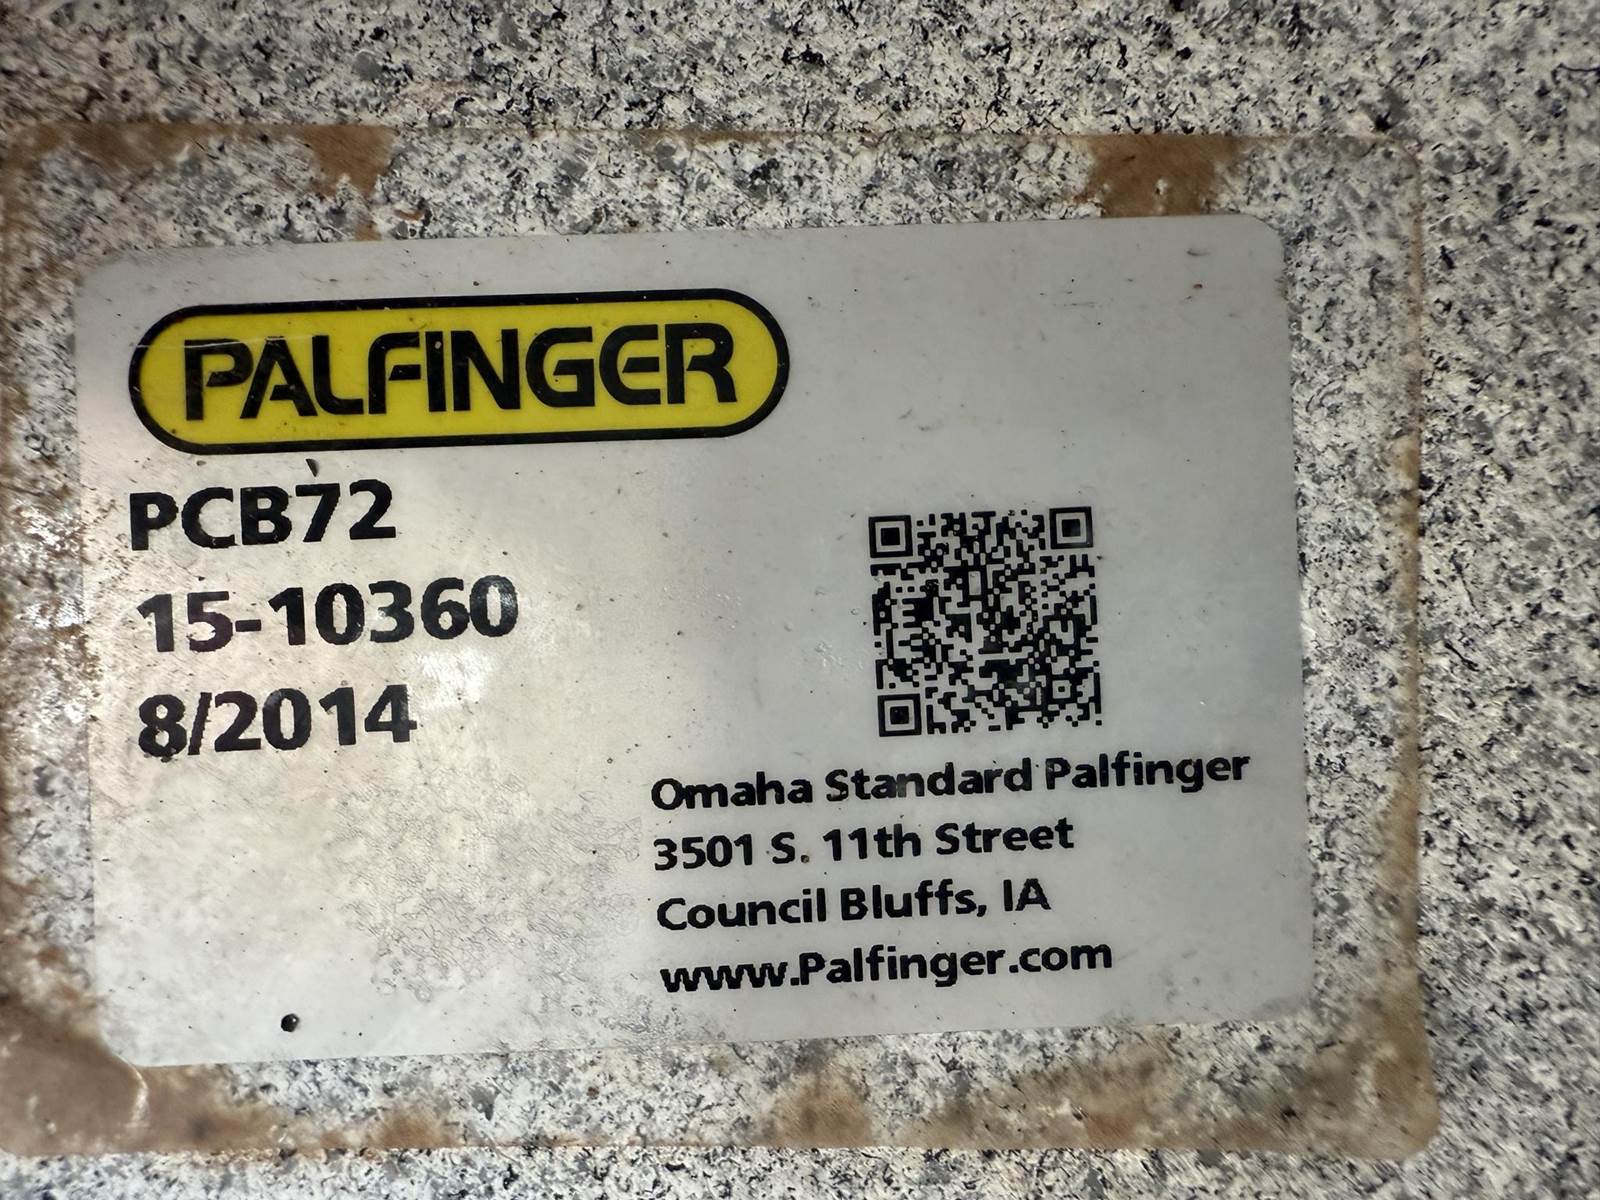 PALFINGER
PCB72
15-10360
8/2014
Omaha Standard Palfinger
3501 S. 11th Street
Council Bluffs, IA
www.Palfinger.com